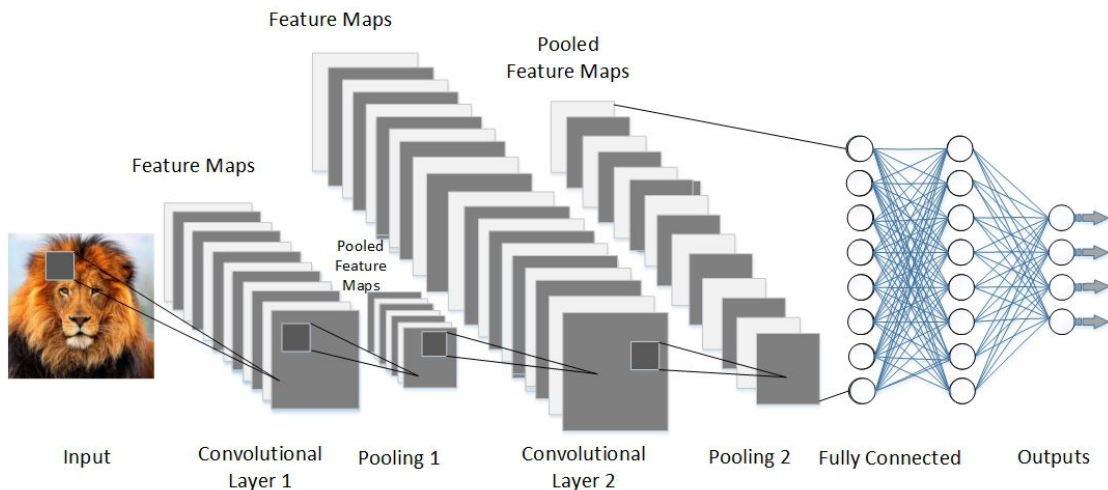 Feature Maps
Pooled
Feature Maps
Feature Maps
Pooled
Feature
Maps
Input
Convolutional
Layer 1
Pooling 1
Convolutional
Layer 2
Pooling 2
Fully Connected
Outputs